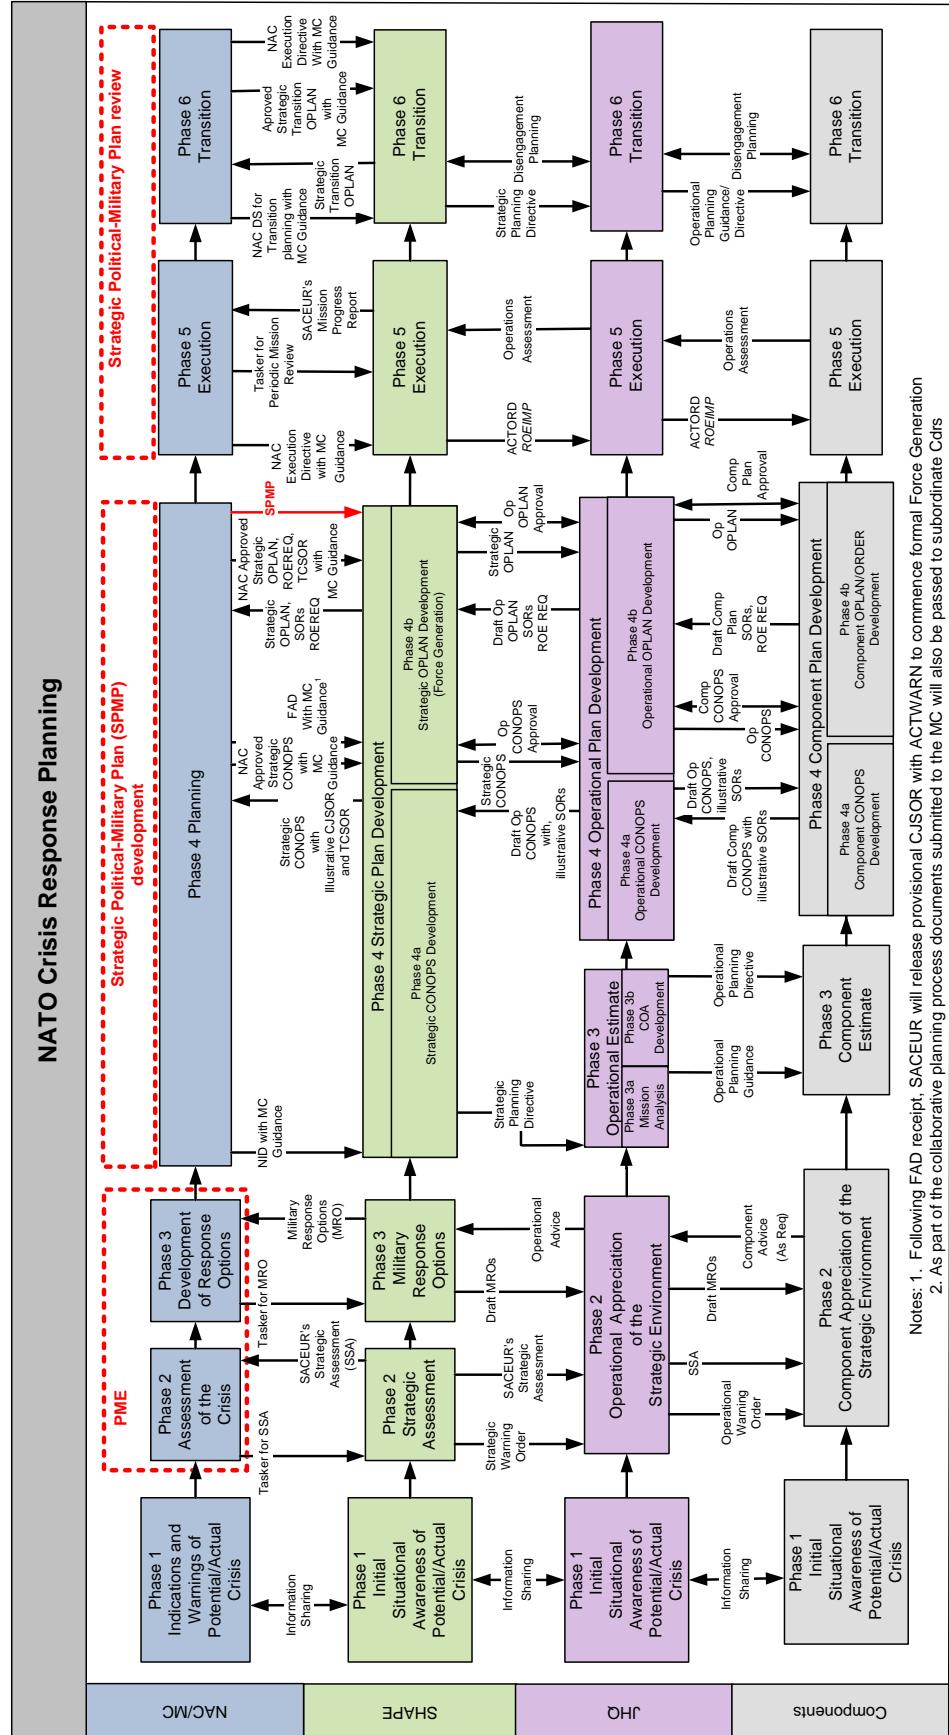 NATO Crisis Response Planning
NAC/MC
PME
Strategic Political-Military Plan (SPMP)
development
Strategic Political-Military Plan review
Phase 1
Indications and
Warnings of
Potential/Actual
Crisis
Phase 2
Assessment
of the
Crisis
Phase 3
Development
of Response
Options
Phase 4 Planning
Phase 5
Execution
Phase 6
Transition
Information
Sharing
Tasker for SSA
SACEUR's
Strategic
Assessment
(SSA)
Tasker for MRO
Military
Response
Options
(MRO)
NID with MC
Guidance
Strategic
CONOPS
with
Illustrative CJSOR
and TCSOR
NAC
Approved
Strategic
CONOPS
with
MC
Guidance
FAD
With MC
Guidance1
Strategic
OPLAN,
SORs
ROEREQ
NAC Approved
Strategic
OPLAN,
ROEREQ,
TCSOR
with
MC Guidance
SPMP
NAC
Execution
Directive
with MC
Guidance
Tasker for
Periodic Mission
Review
SACEUR's
Mission
Progress
Report
NAC DS for
Transition
planning with
MC Guidance
Strategic
Transition
OPLAN
Aproved
Strategic
Transition
OPLAN
with
MC Guidance
NAC
Execution
Directive
With MC
Guidance
SHAPE
Phase 1
Initial
Situational
Awareness of
Potential/Actual
Crisis
Phase 2
Strategic
Assessment
Phase 3
Military
Response
Options
Phase 4 Strategic Plan Development
Phase 4a
Strategic CONOPS Development
Phase 4b
Strategic OPLAN Development
(Force Generation)
Phase 5
Execution
Phase 6
Transition
Information
Sharing
Strategic
Warning
Order
SACEUR's
Strategic
Assessment
Draft MROs
Operational
Advice
Strategic
Planning
Directive
Draft Op
CONOPS
with,
illustrative SORs
Strategic
CONOPS
Op
CONOPS
Approval
Draft Op
OPLAN
SORs
ROE REQ
Strategic
OPLAN
Op
OPLAN
Approval
ACTORD
ROEIMP
Operations
Assessment
Strategic
Planning
Directive
Disengagement
Planning
JHQ
Phase 1
Initial
Situational
Awareness of
Potential/Actual
Crisis
Phase 2
Operational Appreciation
of the
Strategic Environment
Phase 3
Operational Estimate
Phase 3a
Mission
Analysis
Phase 3b
COA
Development
Phase 4 Operational Plan Development
Phase 4a
Operational CONOPS
Development
Phase 4b
Operational OPLAN Development
Phase 5
Execution
Phase 6
Transition
Information
Sharing
Operational
Warning
Order
SSA
Draft MROs
Component
Advice
(As Req)
Operational
Planning
Guidance
Operational
Planning
Directive
Draft Comp
CONOPS with
illustrative SORs
Draft Op
CONOPS,
illustrative
SORs
Op
CONOPS
Comp
CONOPS
Approval
Draft Comp
Plan
SORs,
ROE REQ
Op
OPLAN
Comp
Plan
Approval
ACTORD
ROEIMP
Operations
Assessment
Operational
Planning
Guidance/
Directive
Disengagement
Planning
Components
Phase 1
Initial
Situational
Awareness of
Potential/Actual
Crisis
Phase 2
Component Appreciation of the
Strategic Environment
Phase 3
Component
Estimate
Phase 4 Component Plan Development
Phase 4a
Component CONOPS
Development
Phase 4b
Component OPLAN/ORDER
Development
Phase 5
Execution
Phase 6
Transition
Notes: 1. Following FAD receipt, SACEUR will release provisional CJSOR with ACTWARN to commence formal Force Generation
2. As part of the collaborative planning process documents submitted to the MC will also be passed to subordinate Cdrs